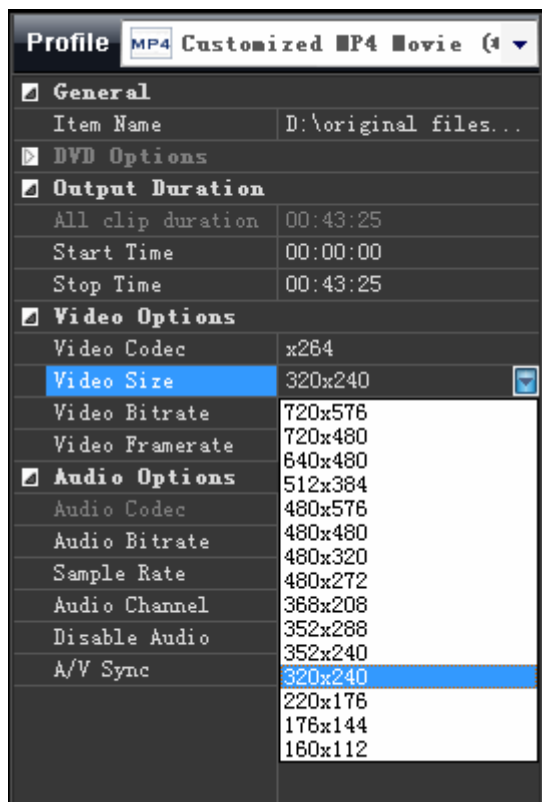 Profile MP4 Customized MP4 Movie (*
General
Item Name D:\original files...
DVD Options
Output Duration
All clip duration 00:43:25
Start Time 00:00:00
Stop Time 00:43:25
Video Options
Video Codec x264
Video Size 320x240
Video Bitrate 720x576
720x480
Video Framerate 640x480
Audio Options 512x384
Audio Codec 480x576
480x480
Audio Bitrate 480x320
Sample Rate 480x272
Audio Channel 368x208
352x288
Disable Audio 352x240
A/V Sync 320x240
220x176
176x144
160x112